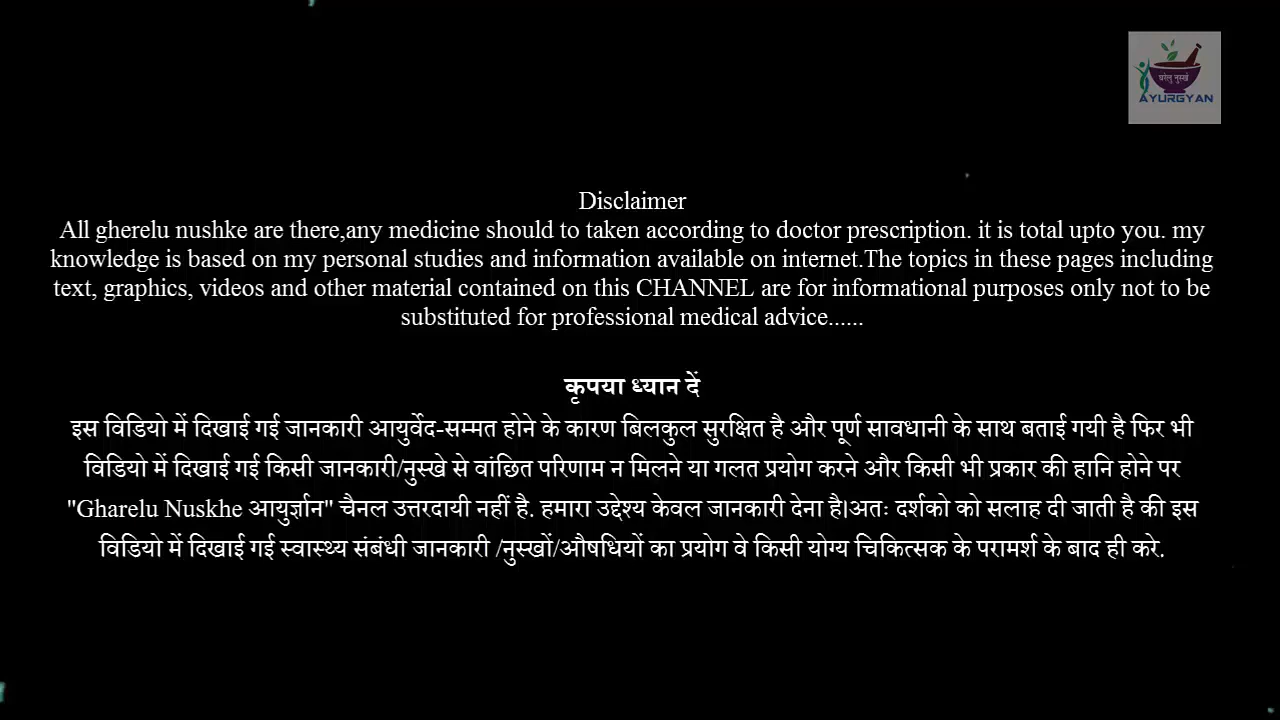 घरेलु नुस्खे
AYURGYAN
Disclaimer
All gherelu nushke are there,any medicine should to taken according to doctor prescription. it is total upto you. my
knowledge is based on my personal studies and information available on internet.The topics in these pages including
text, graphics, videos and other material contained on this CHANNEL are for informational purposes only not to be
substituted for professional medical advice......
कृपया ध्यान दें
इस विडियो में दिखाई गई जानकारी आयुर्वेद-सम्मत होने के कारण बिलकुल सुरक्षित है और पूर्ण सावधानी के साथ बताई गयी है फिर भी
विडियो में दिखाई गई किसी जानकारी/नुस्खे से वांछित परिणाम न मिलने या गलत प्रयोग करने और किसी भी प्रकार की हानि होने पर
"Gharelu Nuskhe आयुर्ज्ञान" चैनल उत्तरदायी नहीं है. हमारा उद्देश्य केवल जानकारी देना है।अतः दर्शको को सलाह दी जाती है की इस
विडियो में दिखाई गई स्वास्थ्य संबंधी जानकारी /नुस्खों/औषधियों का प्रयोग वे किसी योग्य चिकित्सक के परामर्श के बाद ही करे.